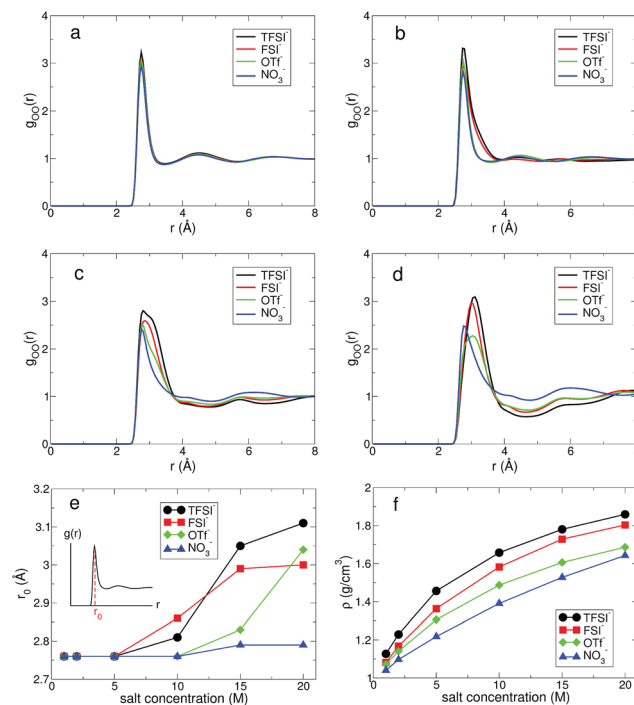 a
TFSI⁻
FSI⁻
OTf⁻
NO₃⁻
g_OO(r)
4
3
2
1
0
0 2 4 6 8
r (Å)
b
TFSI⁻
FSI⁻
OTf⁻
NO₃⁻
g_OO(r)
4
3
2
1
0
0 2 4 6
r (Å)
c
TFSI⁻
FSI⁻
OTf⁻
NO₃⁻
g_OO(r)
4
3
2
1
0
0 2 4 6 8
r (Å)
d
TFSI⁻
FSI⁻
OTf⁻
NO₃⁻
g_OO(r)
4
3
2
1
0
0 2 4 6
r (Å)
e
TFSI⁻
FSI⁻
OTf⁻
NO₃⁻
g(r)
r
r₀
r₀ (Å)
3.2
3.1
3
2.9
2.8
2.7
0 5 10 15 20
salt concentration (M)
f
TFSI⁻
FSI⁻
OTf⁻
NO₃⁻
ρ (g/cm³)
2
1.8
1.6
1.4
1.2
1
0 5 10 15 20
salt concentration (M)